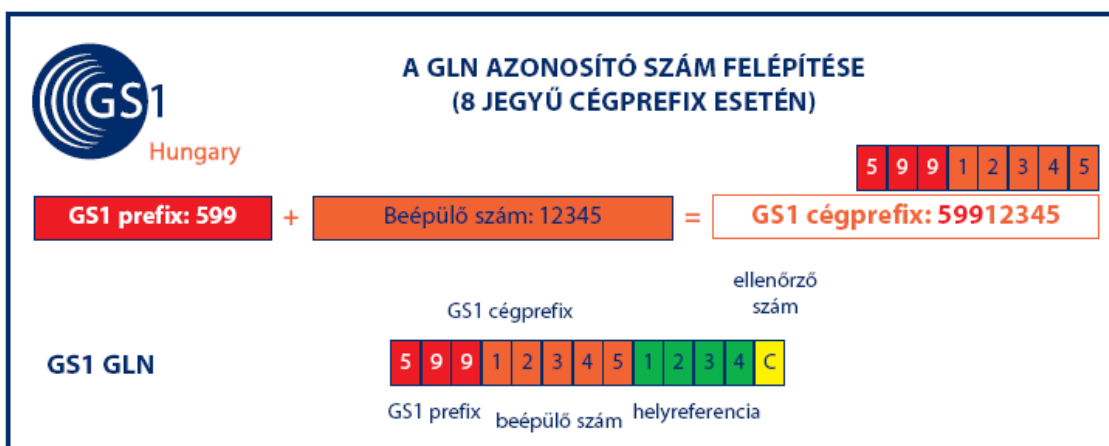 GS1
Hungary
A GLN AZONOSÍTÓ SZÁM FELÉPÍTÉSE
(8 JEGYŰ CÉGPREFIX ESETÉN)
5 9 9 1 2 3 4 5
GS1 prefix: 599 + Beépülő szám: 12345 = GS1 cégprefix: 59912345
ellenőrző
szám
GS1 cégprefix
GS1 GLN 5 9 9 1 2 3 4 5 1 2 3 4 C
GS1 prefix beépülő szám helyreferencia